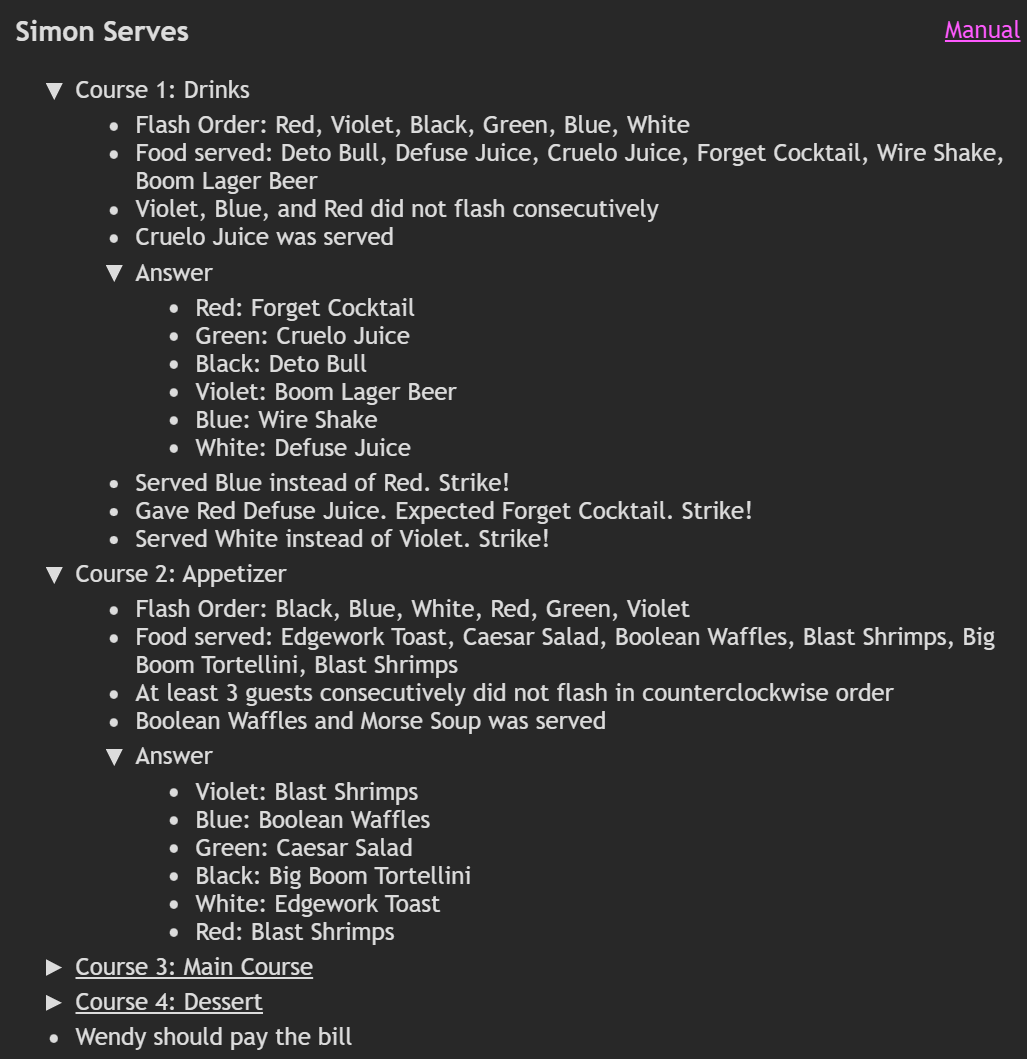 Simon Serves
Manual
▼ Course 1: Drinks
• Flash Order: Red, Violet, Black, Green, Blue, White
• Food served: Deto Bull, Defuse Juice, Cruelo Juice, Forget Cocktail, Wire Shake,
Boom Lager Beer
• Violet, Blue, and Red did not flash consecutively
• Cruelo Juice was served
▼ Answer
• Red: Forget Cocktail
• Green: Cruelo Juice
• Black: Deto Bull
• Violet: Boom Lager Beer
• Blue: Wire Shake
• White: Defuse Juice
• Served Blue instead of Red. Strike!
• Gave Red Defuse Juice. Expected Forget Cocktail. Strike!
• Served White instead of Violet. Strike!
▼ Course 2: Appetizer
• Flash Order: Black, Blue, White, Red, Green, Violet
• Food served: Edgework Toast, Caesar Salad, Boolean Waffles, Blast Shrimps, Big
Boom Tortellini, Blast Shrimps
• At least 3 guests consecutively did not flash in counterclockwise order
• Boolean Waffles and Morse Soup was served
▼ Answer
• Violet: Blast Shrimps
• Blue: Boolean Waffles
• Green: Caesar Salad
• Black: Big Boom Tortellini
• White: Edgework Toast
• Red: Blast Shrimps
► Course 3: Main Course
► Course 4: Dessert
• Wendy should pay the bill